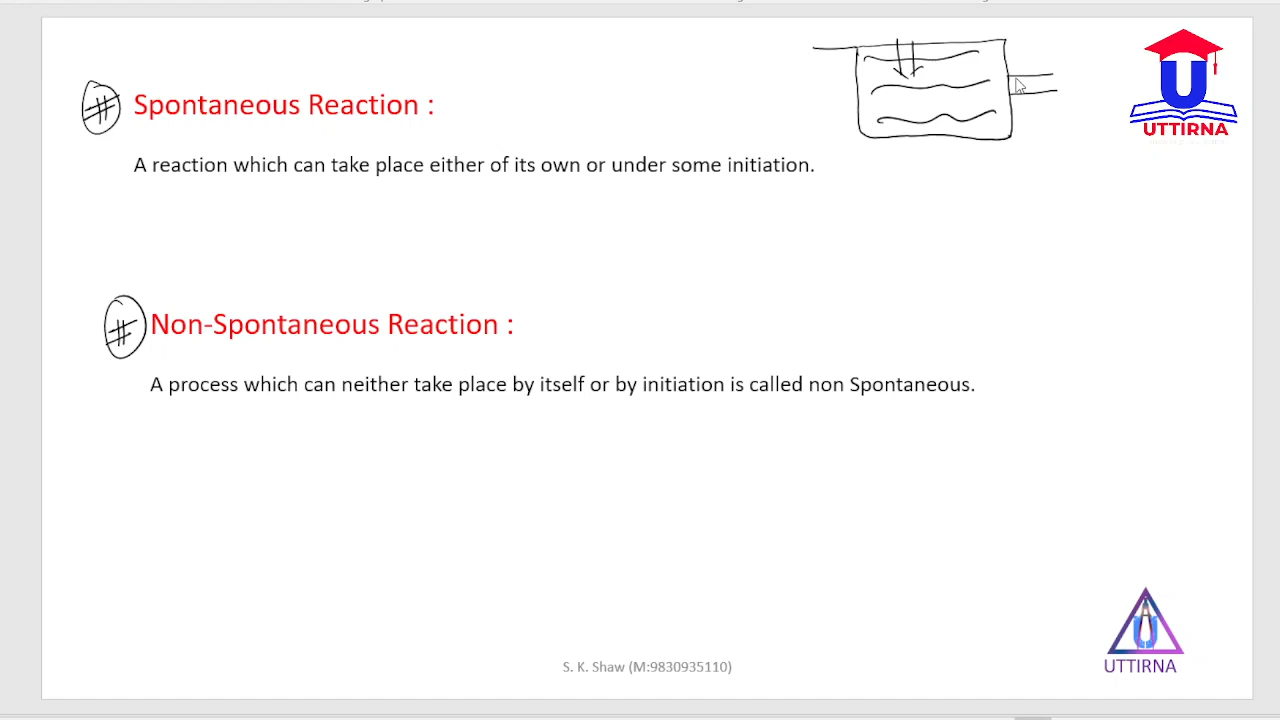 # Spontaneous Reaction :
U
UTTIRNA
A reaction which can take place either of its own or under some initiation.
# Non-Spontaneous Reaction :
A process which can neither take place by itself or by initiation is called non Spontaneous.
U
UTTIRNA
S. K. Shaw (M:9830935110)